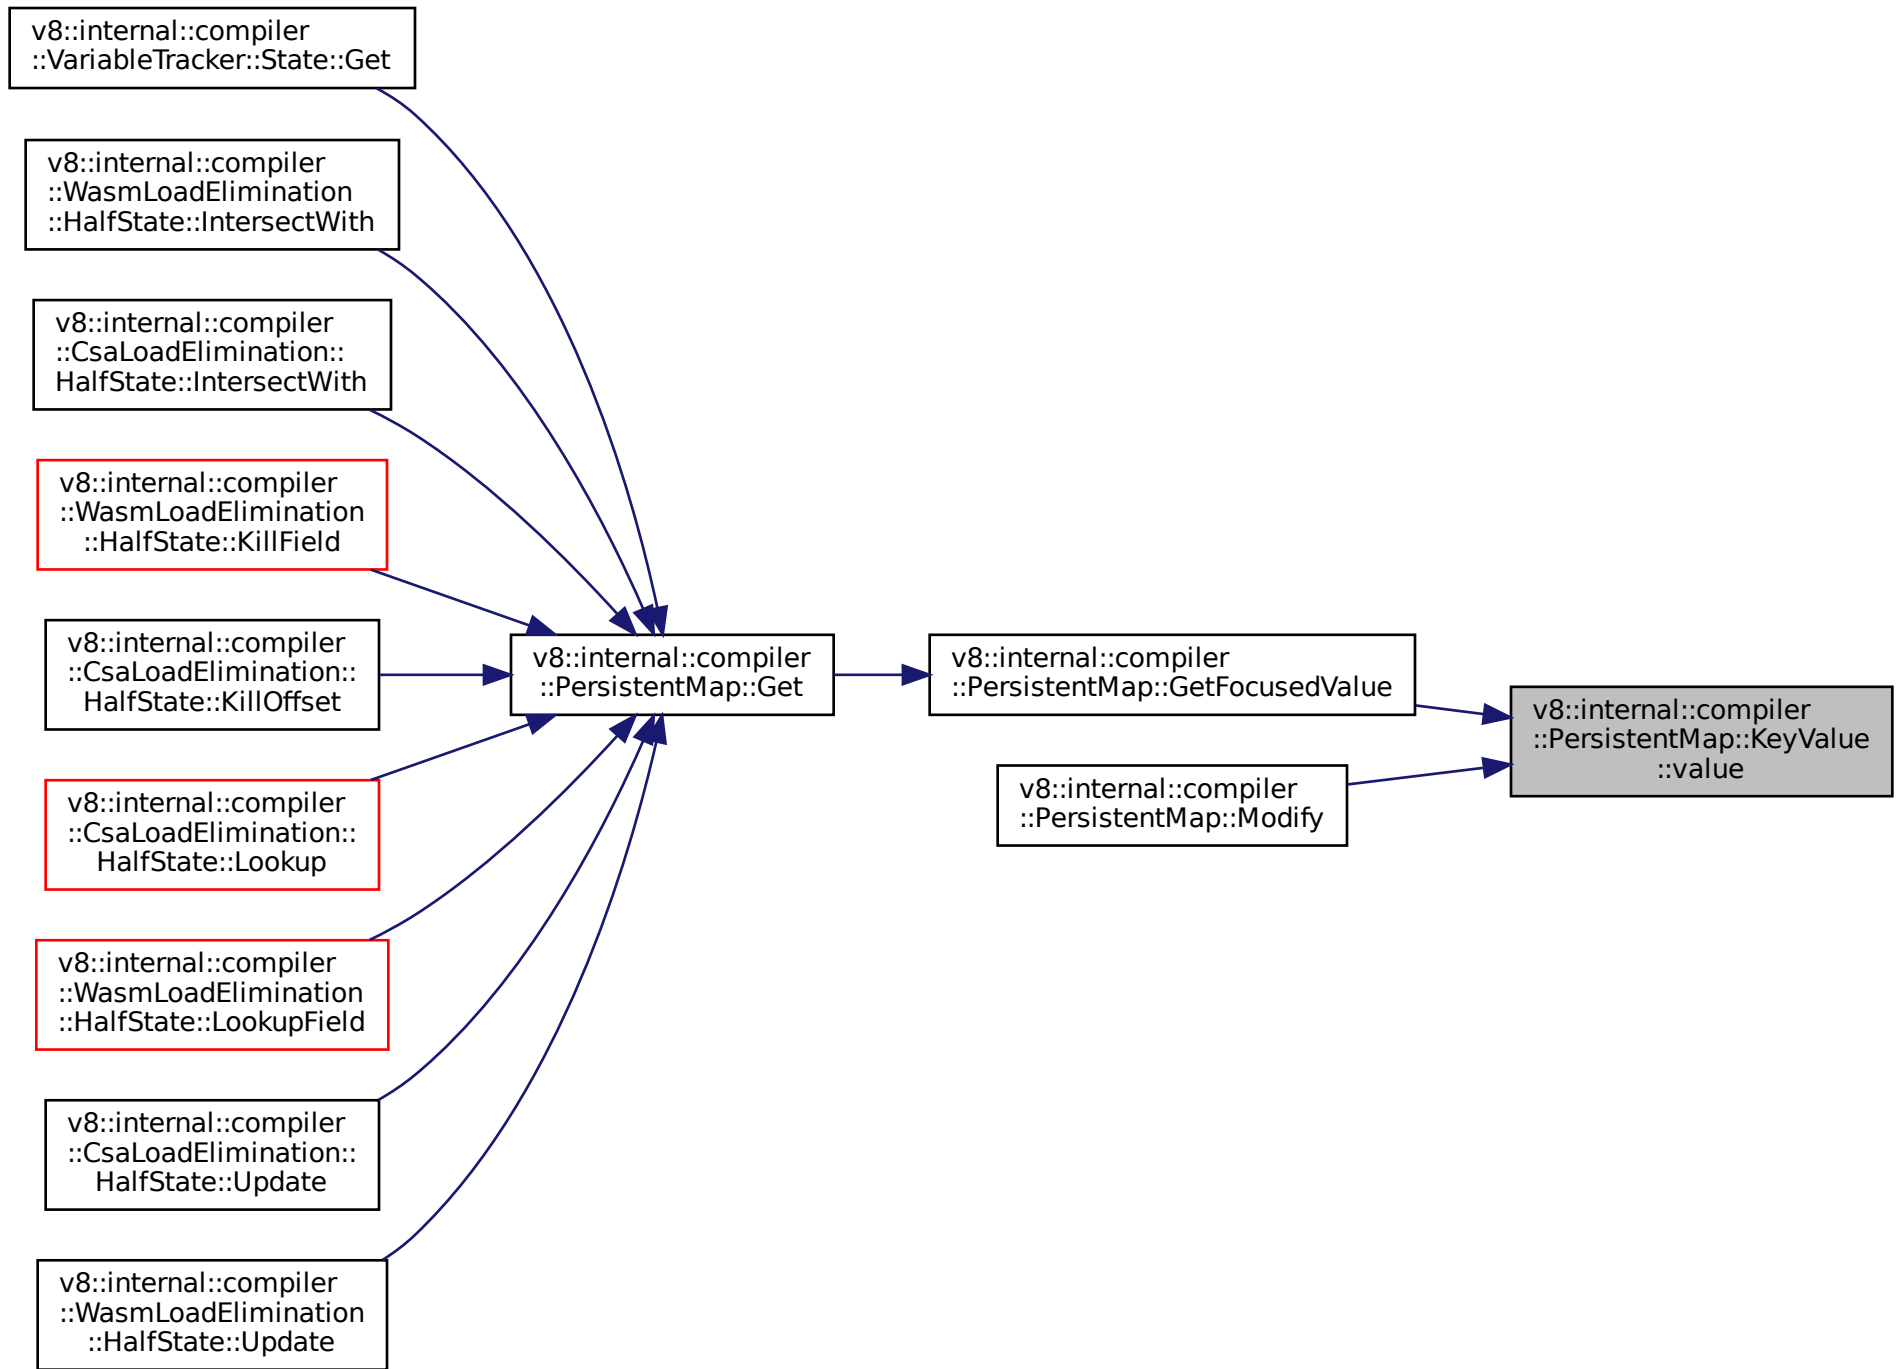 v8::internal::compiler
::VariableTracker::State::Get
v8::internal::compiler
::WasmLoadElimination
::HalfState::IntersectWith
v8::internal::compiler
::CsaLoadElimination::
HalfState::IntersectWith
v8::internal::compiler
::WasmLoadElimination
::HalfState::KillField
v8::internal::compiler
::CsaLoadElimination::
HalfState::KillOffset
v8::internal::compiler
::CsaLoadElimination::
HalfState::Lookup
v8::internal::compiler
::WasmLoadElimination
::HalfState::LookupField
v8::internal::compiler
::CsaLoadElimination::
HalfState::Update
v8::internal::compiler
::WasmLoadElimination
::HalfState::Update
v8::internal::compiler
::PersistentMap::Get
v8::internal::compiler
::PersistentMap::GetFocusedValue
v8::internal::compiler
::PersistentMap::Modify
v8::internal::compiler
::PersistentMap::KeyValue
::value